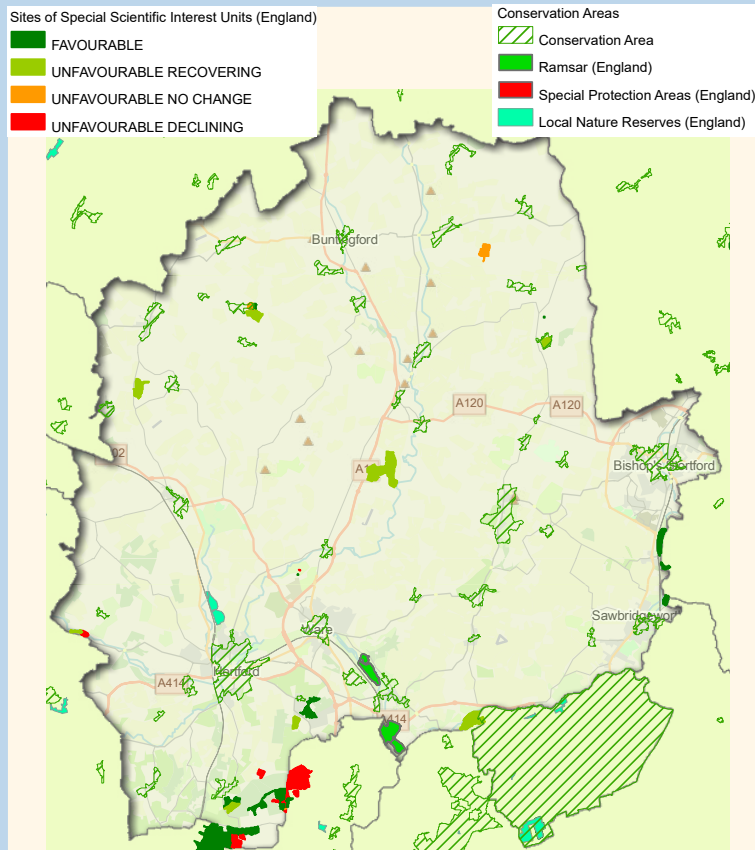 Sites of Special Scientific Interest Units (England)
FAVOURABLE
UNFAVOURABLE RECOVERING
UNFAVOURABLE NO CHANGE
UNFAVOURABLE DECLINING
Conservation Areas
Conservation Area
Ramsar (England)
Special Protection Areas (England)
Local Nature Reserves (England)
Buntingford
A120
A120
Bishop's Stortford
Sawbridgewor
Ware
Hertford
A414
A414